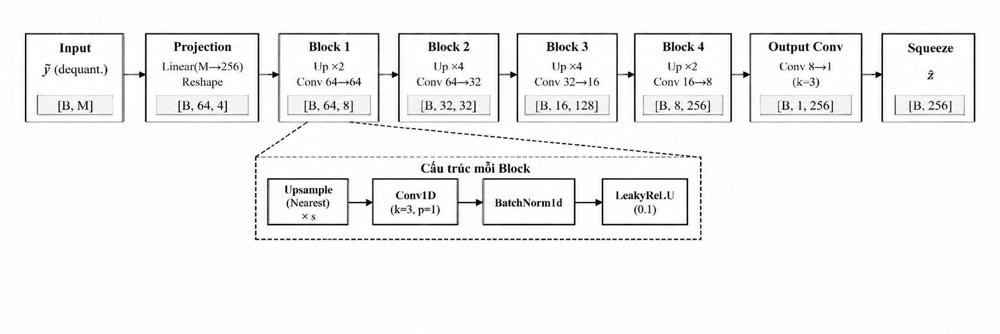 Input
ỹ (dequant.)
[B, M]
Projection
Linear(M→256)
Reshape
[B, 64, 4]
Block 1
Up ×2
Conv 64→64
[B, 64, 8]
Block 2
Up ×4
Conv 64→32
[B, 32, 32]
Block 3
Up ×4
Conv 32→16
[B, 16, 128]
Block 4
Up ×2
Conv 16→8
[B, 8, 256]
Output Conv
Conv 8→1
(k=3)
[B, 1, 256]
Squeeze
ẑ
[B, 256]
Cấu trúc mỗi Block
Upsample
(Nearest)
× s
Conv1D
(k=3, p=1)
BatchNorm1d
LeakyReLU
(0.1)